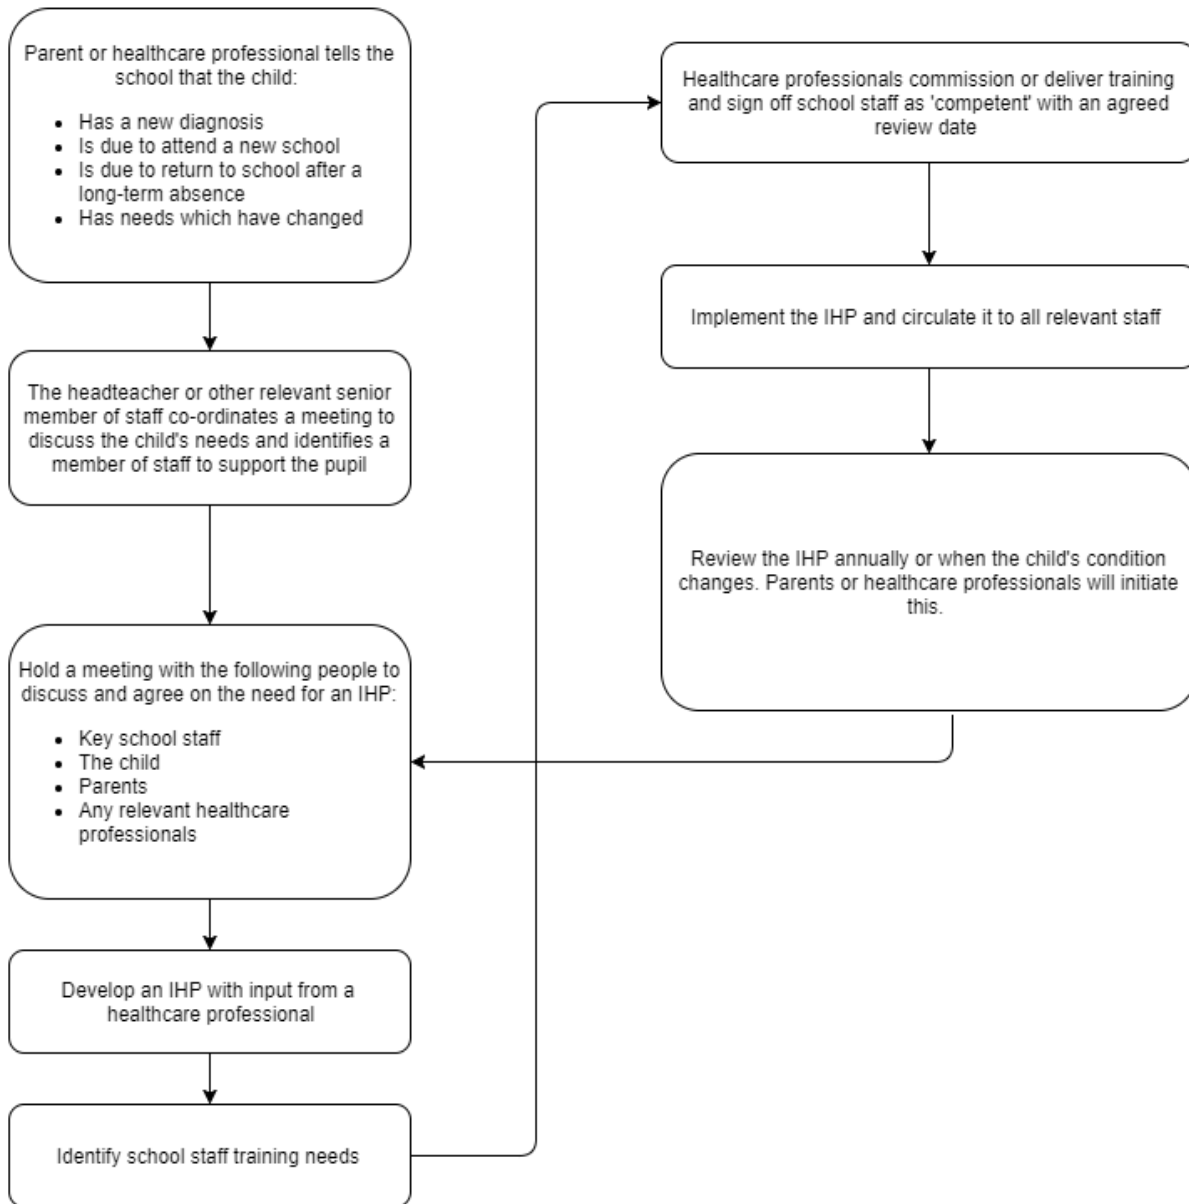 Parent or healthcare professional tells the
school that the child:
• Has a new diagnosis
• Is due to attend a new school
• Is due to return to school after a
long-term absence
• Has needs which have changed
The headteacher or other relevant senior
member of staff co-ordinates a meeting to
discuss the child's needs and identifies a
member of staff to support the pupil
Hold a meeting with the following people to
discuss and agree on the need for an IHP:
• Key school staff
• The child
• Parents
• Any relevant healthcare
professionals
Develop an IHP with input from a
healthcare professional
Identify school staff training needs
Healthcare professionals commission or deliver training
and sign off school staff as 'competent' with an agreed
review date
Implement the IHP and circulate it to all relevant staff
Review the IHP annually or when the child's condition
changes. Parents or healthcare professionals will initiate
this.